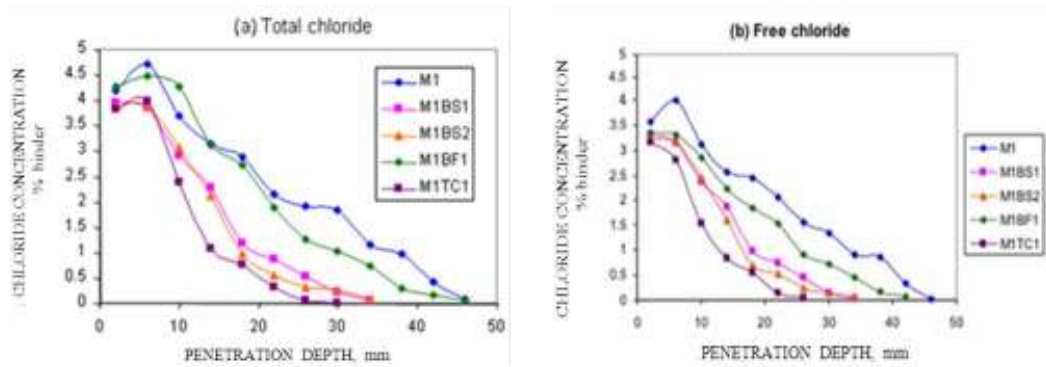 (a) Total chloride
CHLORIDE CONCENTRATION
% binder
5
4.5
4
3.5
3
2.5
2
1.5
1
0.5
0
0 10 20 30 40 50
PENETRATION DEPTH, mm
M1
M1BS1
M1BS2
M1BF1
M1TC1
(b) Free chloride
CHLORIDE CONCENTRATION
% binder
5
4.5
4
3.5
3
2.5
2
1.5
1
0.5
0
0 10 20 30 40 50
PENETRATION DEPTH, mm
M1
M1BS1
M1BS2
M1BF1
M1TC1